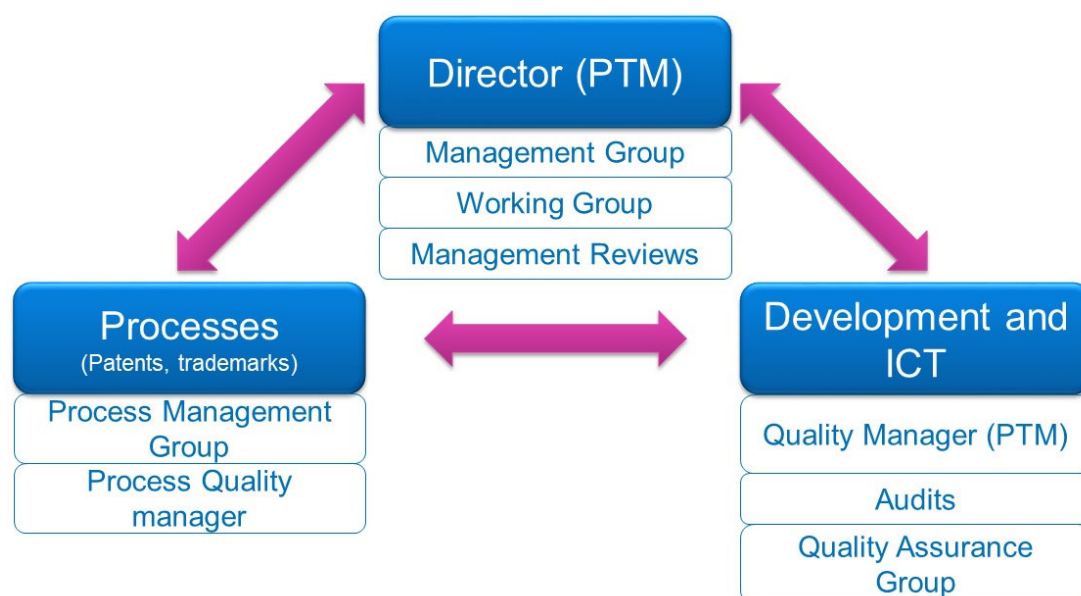 Director (PTM)
Management Group
Working Group
Management Reviews
Processes
(Patents, trademarks)
Process Management
Group
Process Quality
manager
Development and
ICT
Quality Manager (PTM)
Audits
Quality Assurance
Group